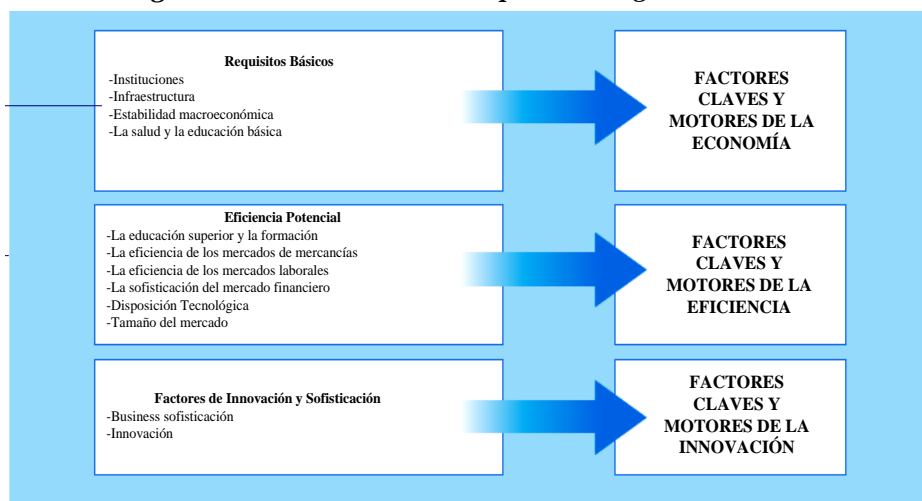 Requisitos Básicos
-Instituciones
-Infraestructura
-Estabilidad macroeconómica
-La salud y la educación básica
FACTORES
CLAVES Y
MOTORES DE LA
ECONOMÍA
Eficiencia Potencial
-La educación superior y la formación
-La eficiencia de los mercados de mercancías
-La eficiencia de los mercados laborales
-La sofisticación del mercado financiero
-Disposición Tecnológica
-Tamaño del mercado
FACTORES
CLAVES Y
MOTORES DE LA
EFICIENCIA
Factores de Innovación y Sofisticación
-Business sofisticación
-Innovación
FACTORES
CLAVES Y
MOTORES DE LA
INNOVACIÓN